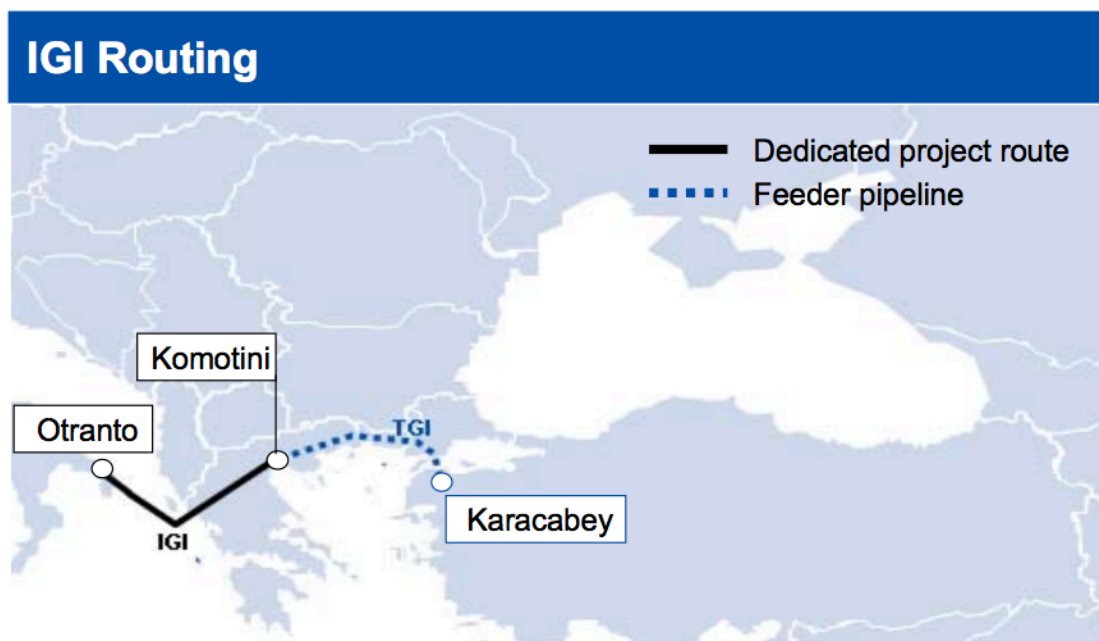 IGI Routing
Dedicated project route
Feeder pipeline
Komotini
Otranto
TGI
Karacabey
IGI